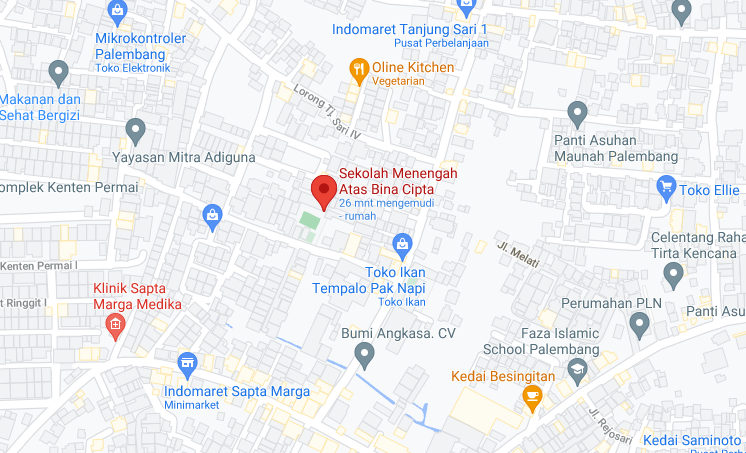 Indomaret Tanjung Sari 1
Pusat Perbelanjaan
Mikrokontroler
Palembang
Toko Elektronik
Oline Kitchen
Vegetarian
Makanan dan
Sehat Bergizi
Lorong Tj. Sari IV
Yayasan Mitra Adiguna
Panti Asuhan
Maunah Palembang
Sekolah Menengah
Atas Bina Cipta
26 mnt mengemudi
- rumah
omplek Kenten Permai
Toko Ellie
Celentang Raha
Tirta Kencana
Jl. Melati
Kenten Permai I
Toko Ikan
Tempalo Pak Napi
Toko Ikan
Klinik Sapta
Marga Medika
t Ringgit I
Perumahan PLN
Panti Asu
Bumi Angkasa. CV
Faza Islamic
School Palembang
Kedai Besingitan
Indomaret Sapta Marga
Minimarket
Jl. Rejosari
Kedai Saminoto
Pusat Perb